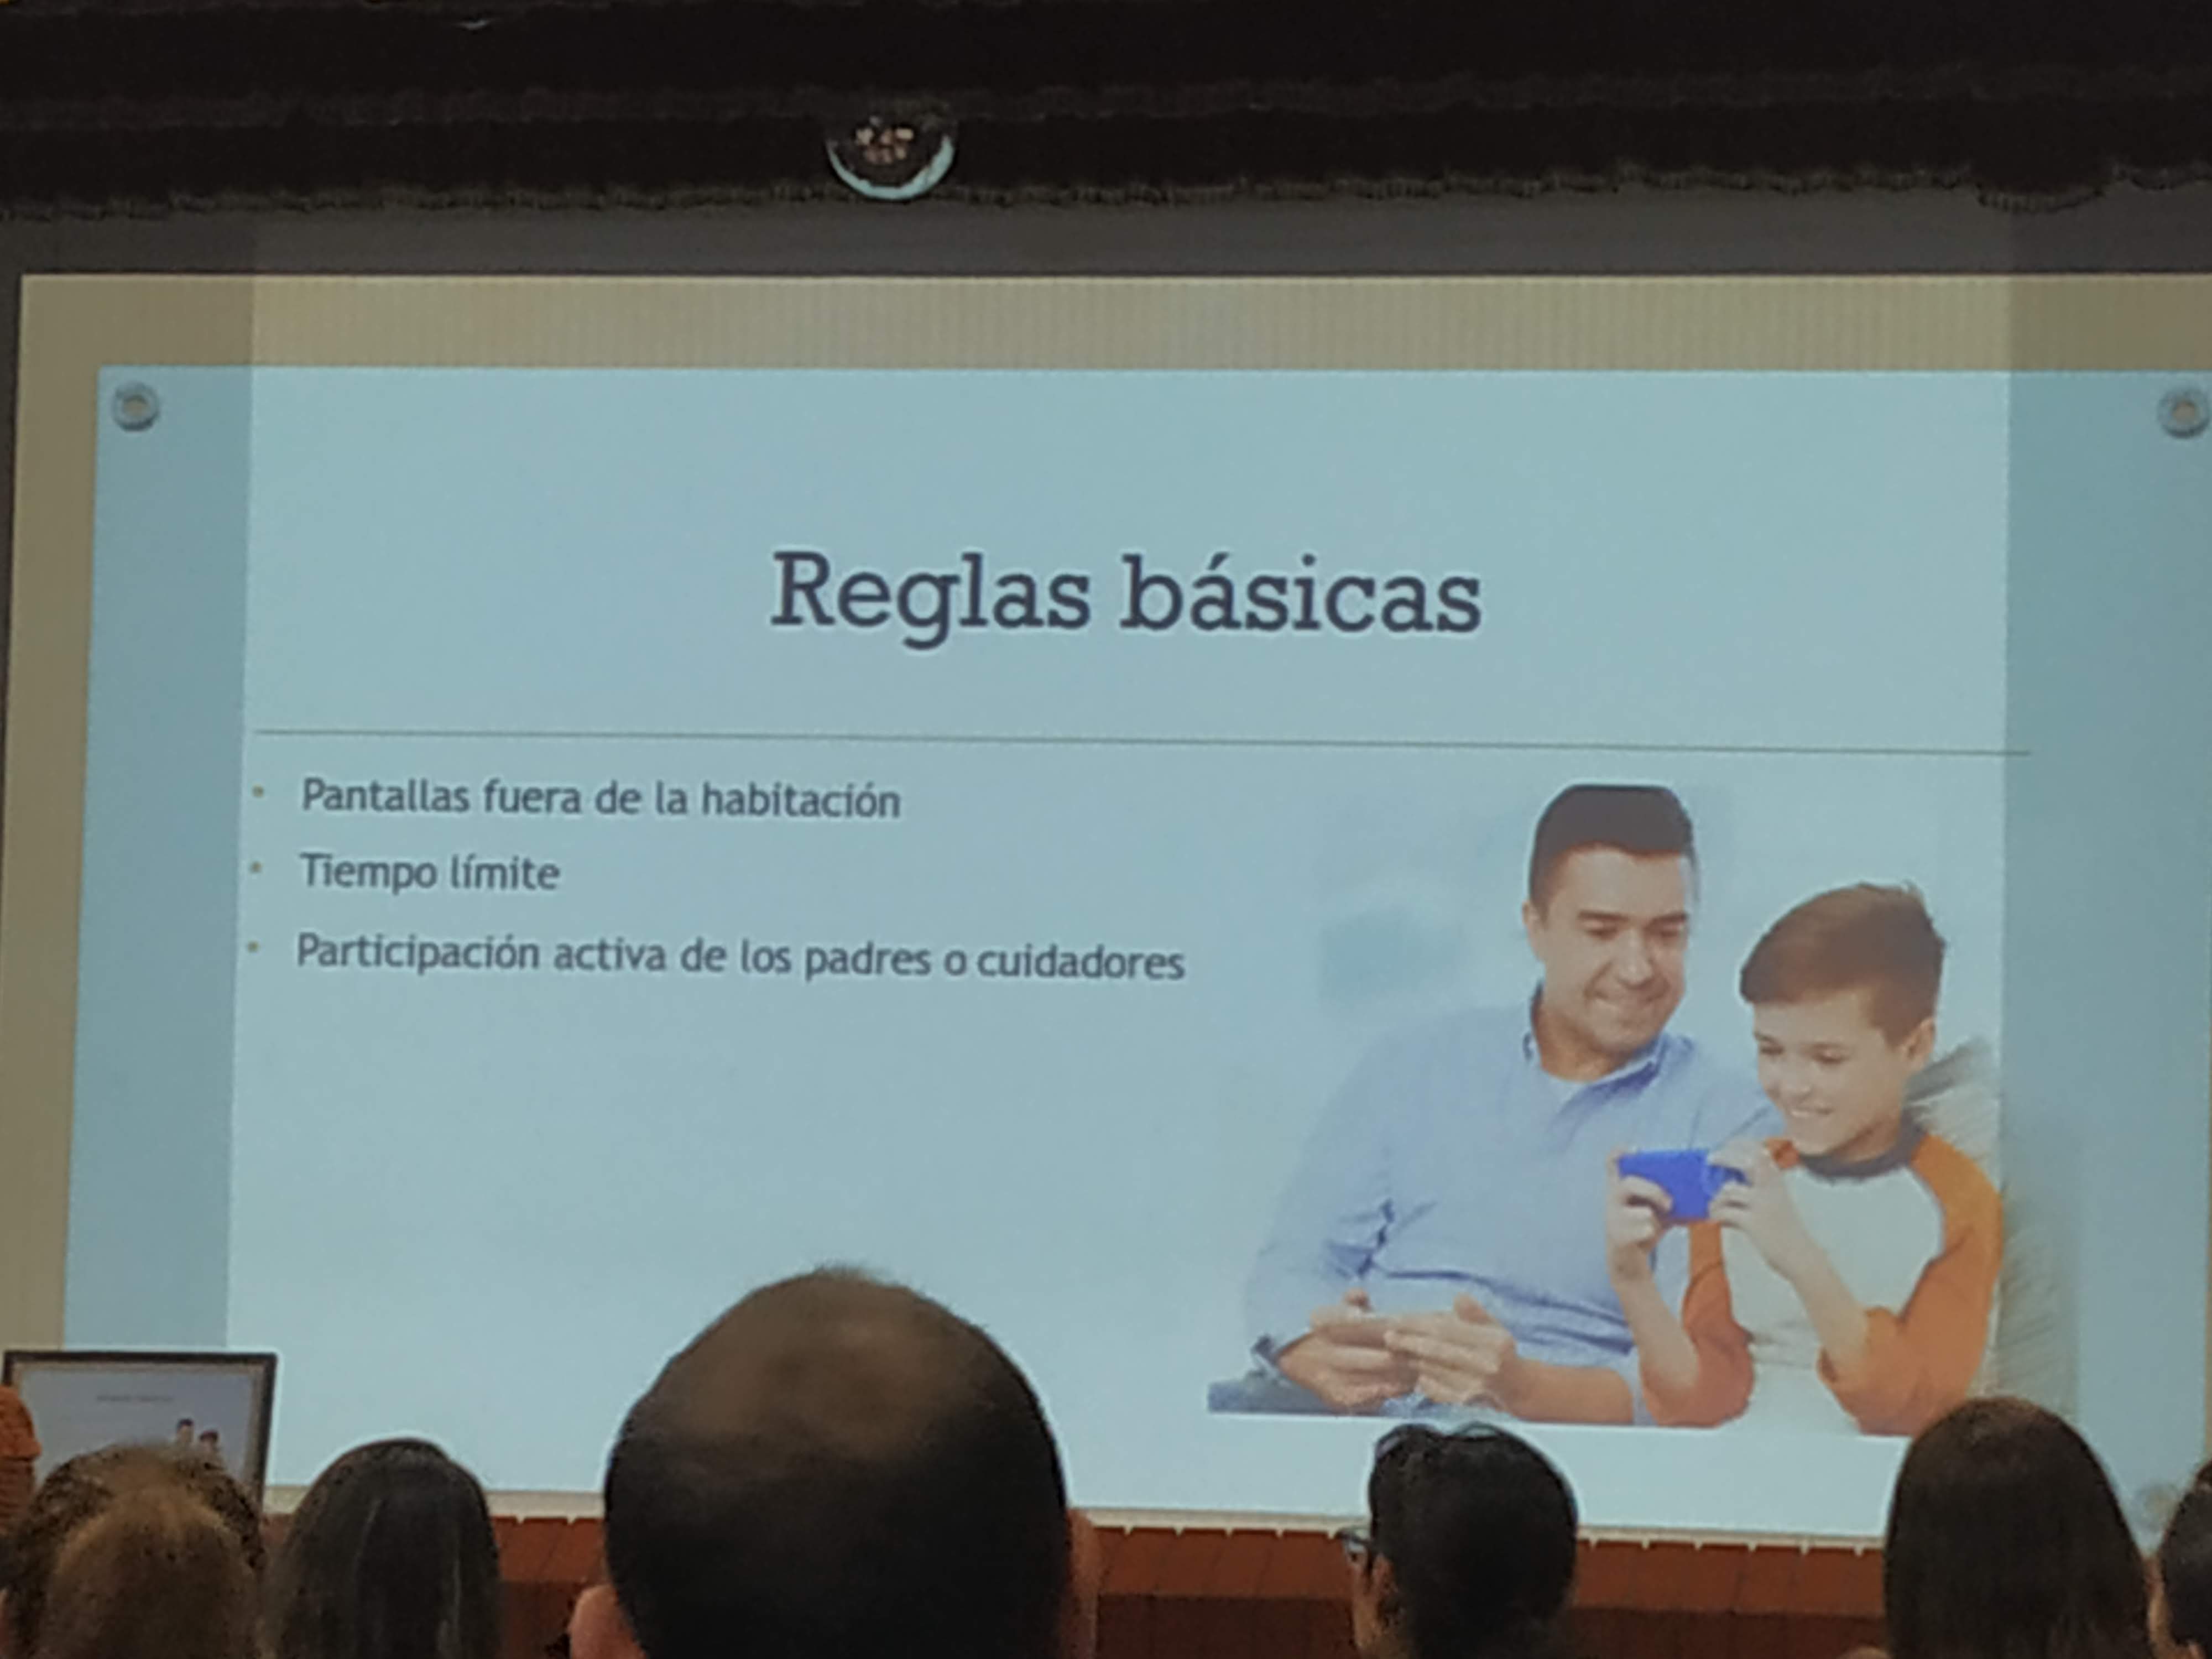 Reglas básicas
Pantallas fuera de la habitación
Tiempo límite
Participación activa de los padres o cuidadores